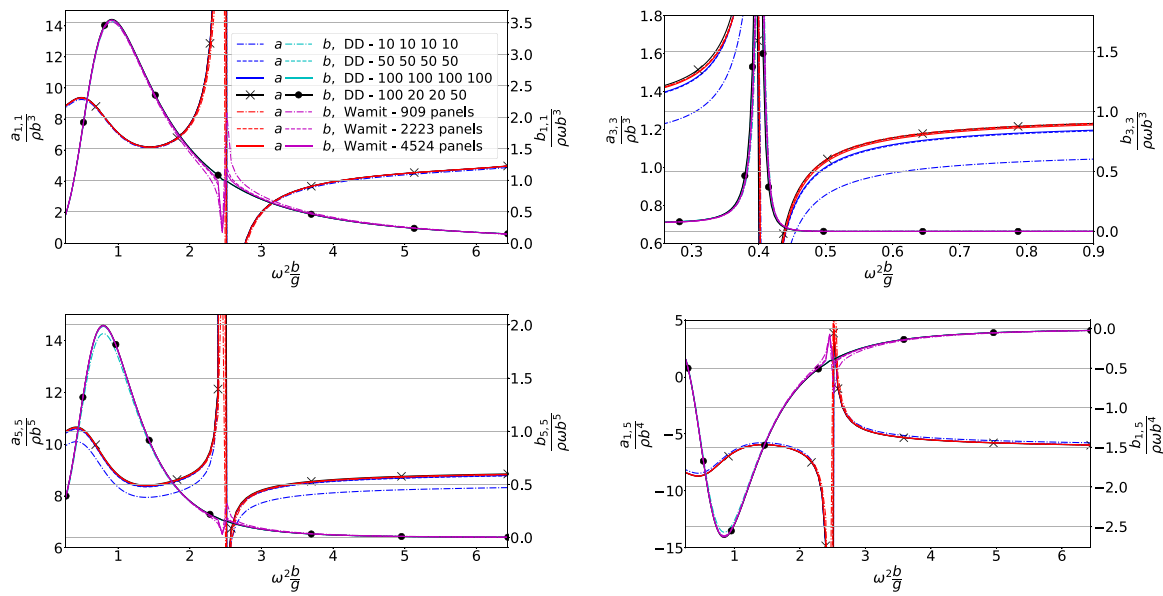 14
12
10
8
6
4
2
0
a₁,₁ / ρb³
3.5
3.0
2.5
2.0
1.5
1.0
0.5
0.0
b₁,₁ / ρωb³
1 2 3 4 5 6
ω² b/g
a b, DD - 10 10 10 10
a b, DD - 50 50 50 50
a b, DD - 100 100 100 100
a b, DD - 100 20 20 50
a b, Wamit - 909 panels
a b, Wamit - 2223 panels
a b, Wamit - 4524 panels
1.8
1.6
1.4
1.2
1.0
0.8
0.6
a₃,₃ / ρb³
1.5
1.0
0.5
0.0
b₃,₃ / ρωb³
0.3 0.4 0.5 0.6 0.7 0.8 0.9
ω² b/g
14
12
10
8
6
a₅,₅ / ρb⁵
2.0
1.5
1.0
0.5
0.0
b₅,₅ / ρωb⁵
1 2 3 4 5 6
ω² b/g
5
0
−5
−10
−15
a₁,₅ / ρb⁴
0.0
−0.5
−1.0
−1.5
−2.0
−2.5
b₁,₅ / ρωb⁴
1 2 3 4 5 6
ω² b/g